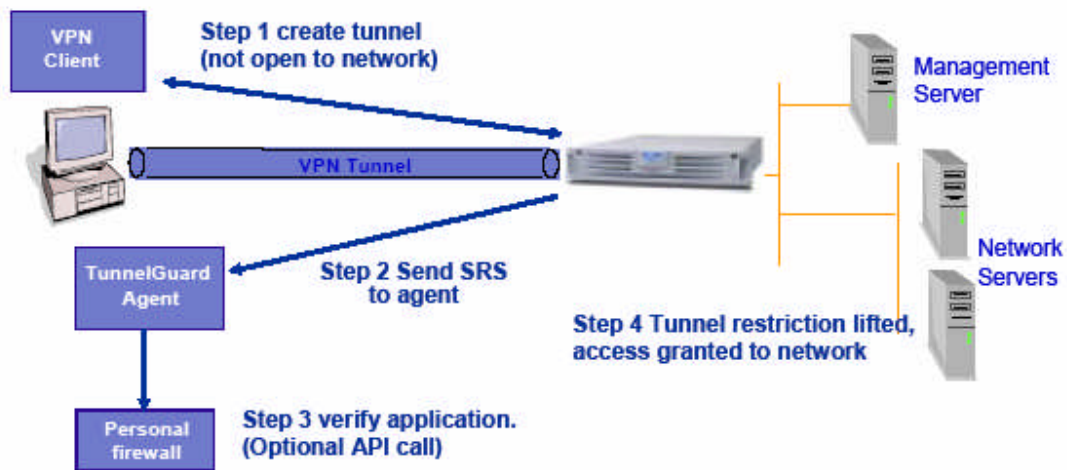 VPN
Client
Step 1 create tunnel
(not open to network)
Management
Server
VPN Tunnel
TunnelGuard
Agent
Step 2 Send SRS
to agent
Network
Servers
Step 4 Tunnel restriction lifted,
access granted to network
Personal
firewall
Step 3 verify application.
(Optional API call)